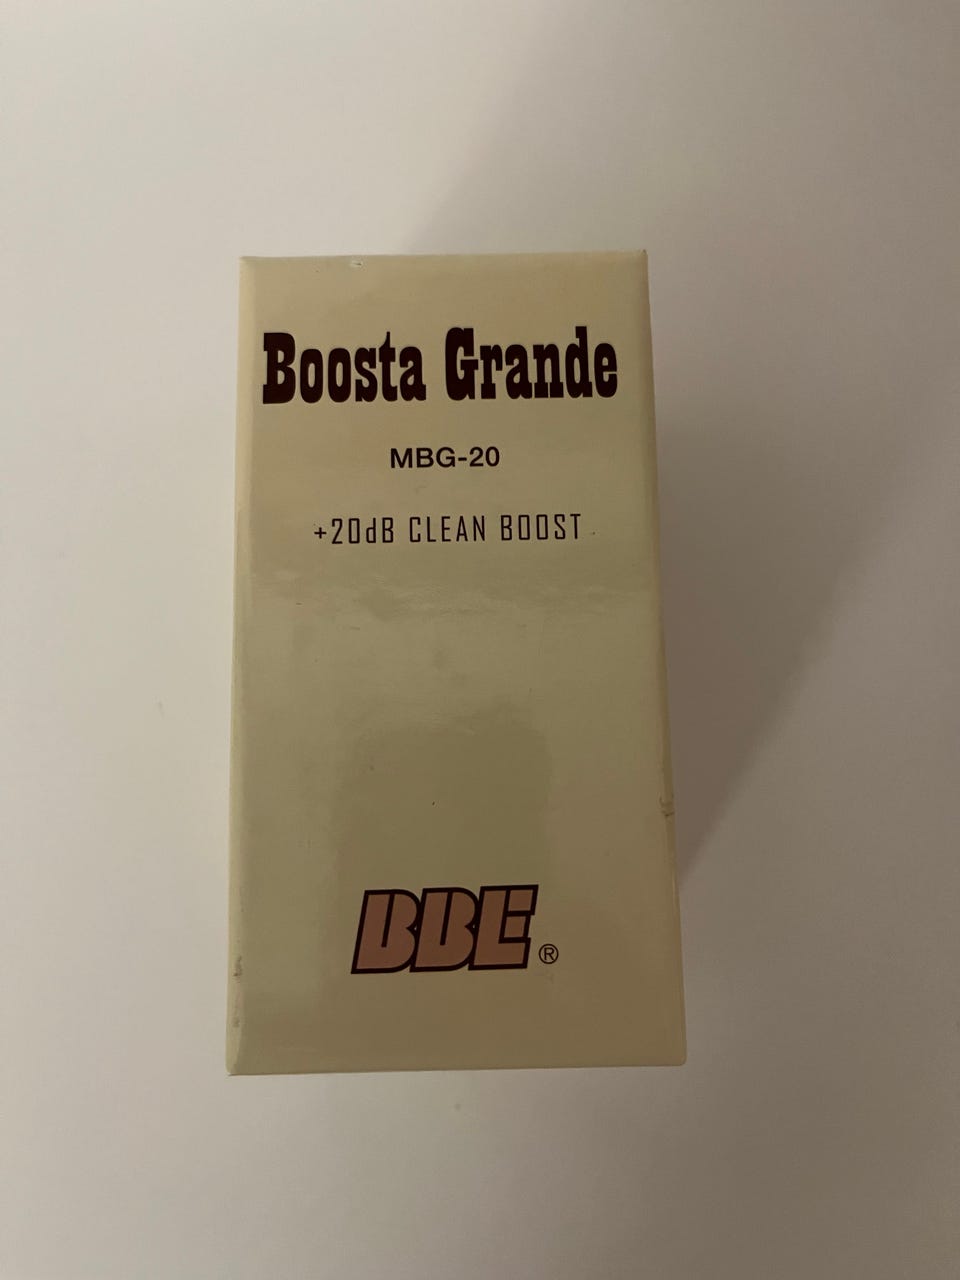 Boosta Grande
MBG-20
+20dB CLEAN BOOST
BBE®